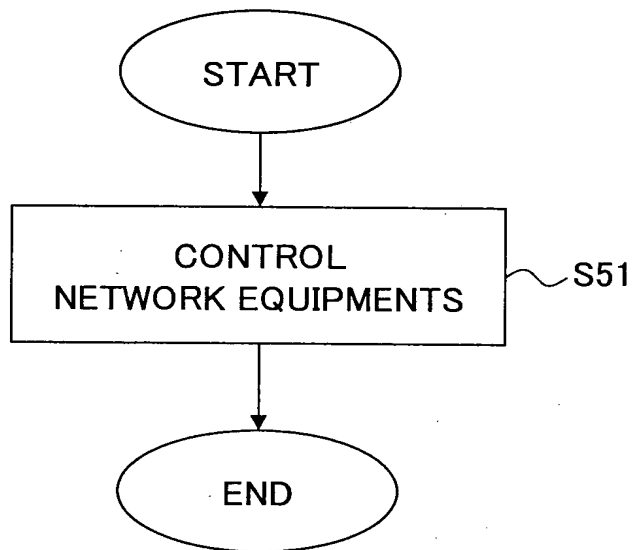 START
CONTROL
NETWORK EQUIPMENTS
S51
END